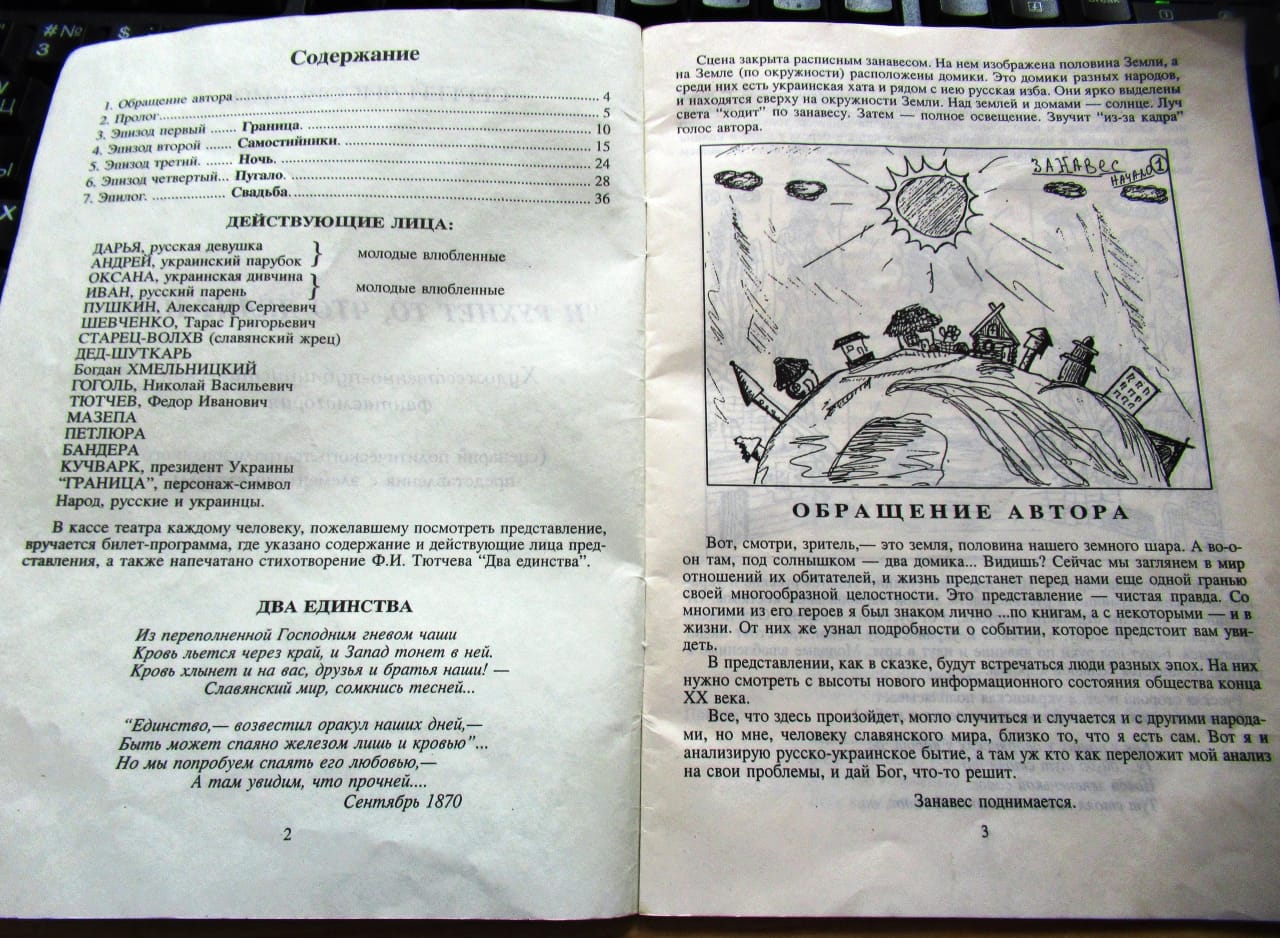 Содержание
1. Обращение автора ........ 4
2. Пролог........ 5
3. Эпизод первый ...... Граница. ........ 10
4. Эпизод второй ...... Самостийники. ........ 15
5. Эпизод третий. ...... Ночь. ........ 24
6. Эпизод четвертый... Пугало. ........ 28
7. Эпилог. ........ Свадьба. ........ 36
ДЕЙСТВУЮЩИЕ ЛИЦА:
ДАРЬЯ, русская девушка
АНДРЕЙ, украинский парубок } молодые влюбленные
ОКСАНА, украинская дивчина
ИВАН, русский парень } молодые влюбленные
ПУШКИН, Александр Сергеевич
ШЕВЧЕНКО, Тарас Григорьевич
СТАРЕЦ-ВОЛХВ (славянский жрец)
ДЕД-ШУТКАРЬ
Богдан ХМЕЛЬНИЦКИЙ
ГОГОЛЬ, Николай Васильевич
ТЮТЧЕВ, Федор Иванович
МАЗЕПА
ПЕТЛЮРА
БАНДЕРА
КУЧВАРК, президент Украины
“ГРАНИЦА”, персонаж-символ
Народ, русские и украинцы.
В кассе театра каждому человеку, пожелавшему посмотреть представление,
вручается билет-программа, где указано содержание и действующие лица пред-
ставления, а также напечатано стихотворение Ф.И. Тютчева “Два единства”.
ДВА ЕДИНСТВА
Из переполненной Господним гневом чаши
Кровь льется через край, и Запад тонет в ней.
Кровь хлынет и на вас, друзья и братья наши! —
Славянский мир, сомкнись тесней...
“Единство,— возвестил оракул наших дней,—
Быть может спаяно железом лишь и кровью”...
Но мы попробуем спаять его любовью,—
А там увидим, что прочней....
Сентябрь 1870
2
Сцена закрыта расписным занавесом. На нем изображена половина Земли, а
на Земле (по окружности) расположены домики. Это домики разных народов,
среди них есть украинская хата и рядом с нею русская изба. Они ярко выделены
и находятся сверху на окружности Земли. Над землей и домами — солнце. Луч
света “ходит” по занавесу. Затем — полное освещение. Звучит “из-за кадра”
голос автора.
ЗАНАВЕС
НАЧАЛО 1
ОБРАЩЕНИЕ АВТОРА
Вот, смотри, зритель,— это земля, половина нашего земного шара. А во-о-
он там, под солнышком — два домика... Видишь? Сейчас мы заглянем в мир
отношений их обитателей, и жизнь предстанет перед нами еще одной гранью
своей многообразной целостности. Это представление — чистая правда. Со
многими из его героев я был знаком лично ...по книгам, а с некоторыми — и в
жизни. От них же узнал подробности о событии, которое предстоит вам уви-
деть.
В представлении, как в сказке, будут встречаться люди разных эпох. На них
нужно смотреть с высоты нового информационного состояния общества конца
XX века.
Все, что здесь произойдет, могло случиться и случается и с другими народа-
ми, но мне, человеку славянского мира, близко то, что я есть сам. Вот я и
анализирую русско-украинское бытие, а там уж кто как переложит мой анализ
на свои проблемы, и дай Бог, что-то решит.
Занавес поднимается.
3